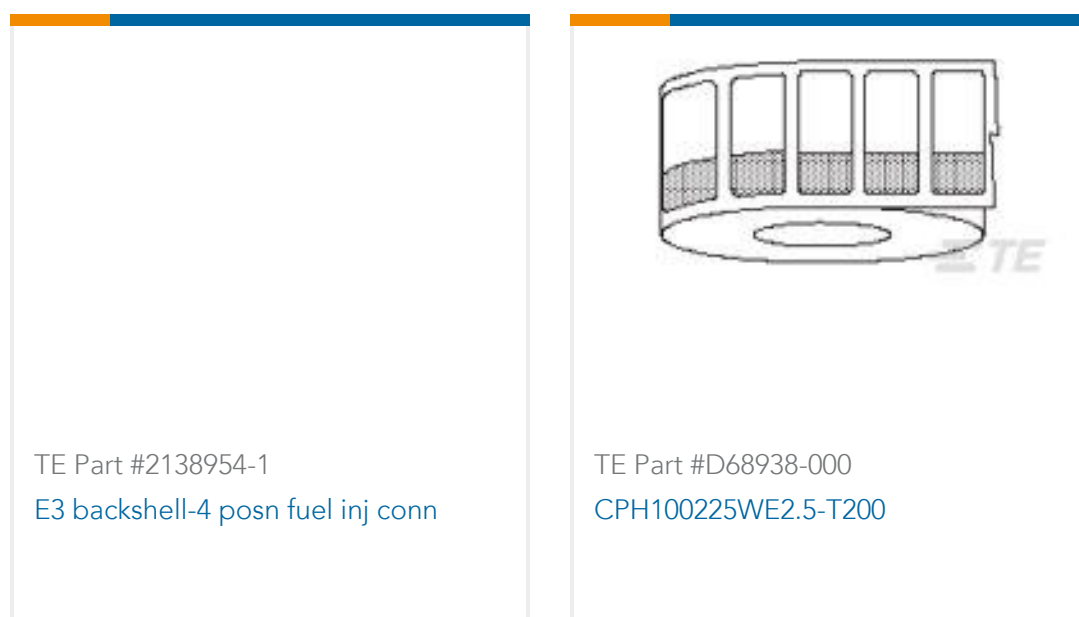 TE
TE Part #2138954-1
E3 backshell-4 posn fuel inj conn
TE Part #D68938-000
CPH100225WE2.5-T200